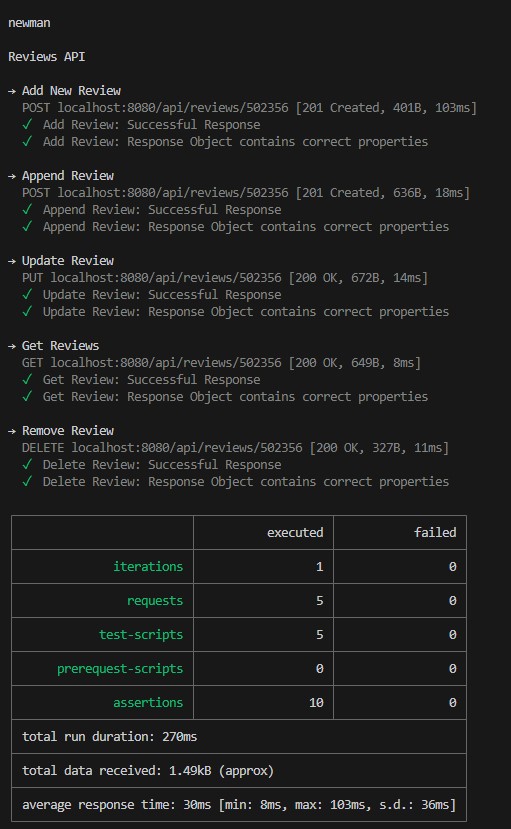 newman
Reviews API
→ Add New Review
POST localhost:8080/api/reviews/502356 [201 Created, 401B, 103ms]
✓ Add Review: Successful Response
✓ Add Review: Response Object contains correct properties
→ Append Review
POST localhost:8080/api/reviews/502356 [201 Created, 636B, 18ms]
✓ Append Review: Successful Response
✓ Append Review: Response Object contains correct properties
→ Update Review
PUT localhost:8080/api/reviews/502356 [200 OK, 672B, 14ms]
✓ Update Review: Successful Response
✓ Update Review: Response Object contains correct properties
→ Get Reviews
GET localhost:8080/api/reviews/502356 [200 OK, 649B, 8ms]
✓ Get Review: Successful Response
✓ Get Review: Response Object contains correct properties
→ Remove Review
DELETE localhost:8080/api/reviews/502356 [200 OK, 327B, 11ms]
✓ Delete Review: Successful Response
✓ Delete Review: Response Object contains correct properties
executed failed
iterations 1 0
requests 5 0
test-scripts 5 0
prerequest-scripts 0 0
assertions 10 0
total run duration: 270ms
total data received: 1.49kB (approx)
average response time: 30ms [min: 8ms, max: 103ms, s.d.: 36ms]